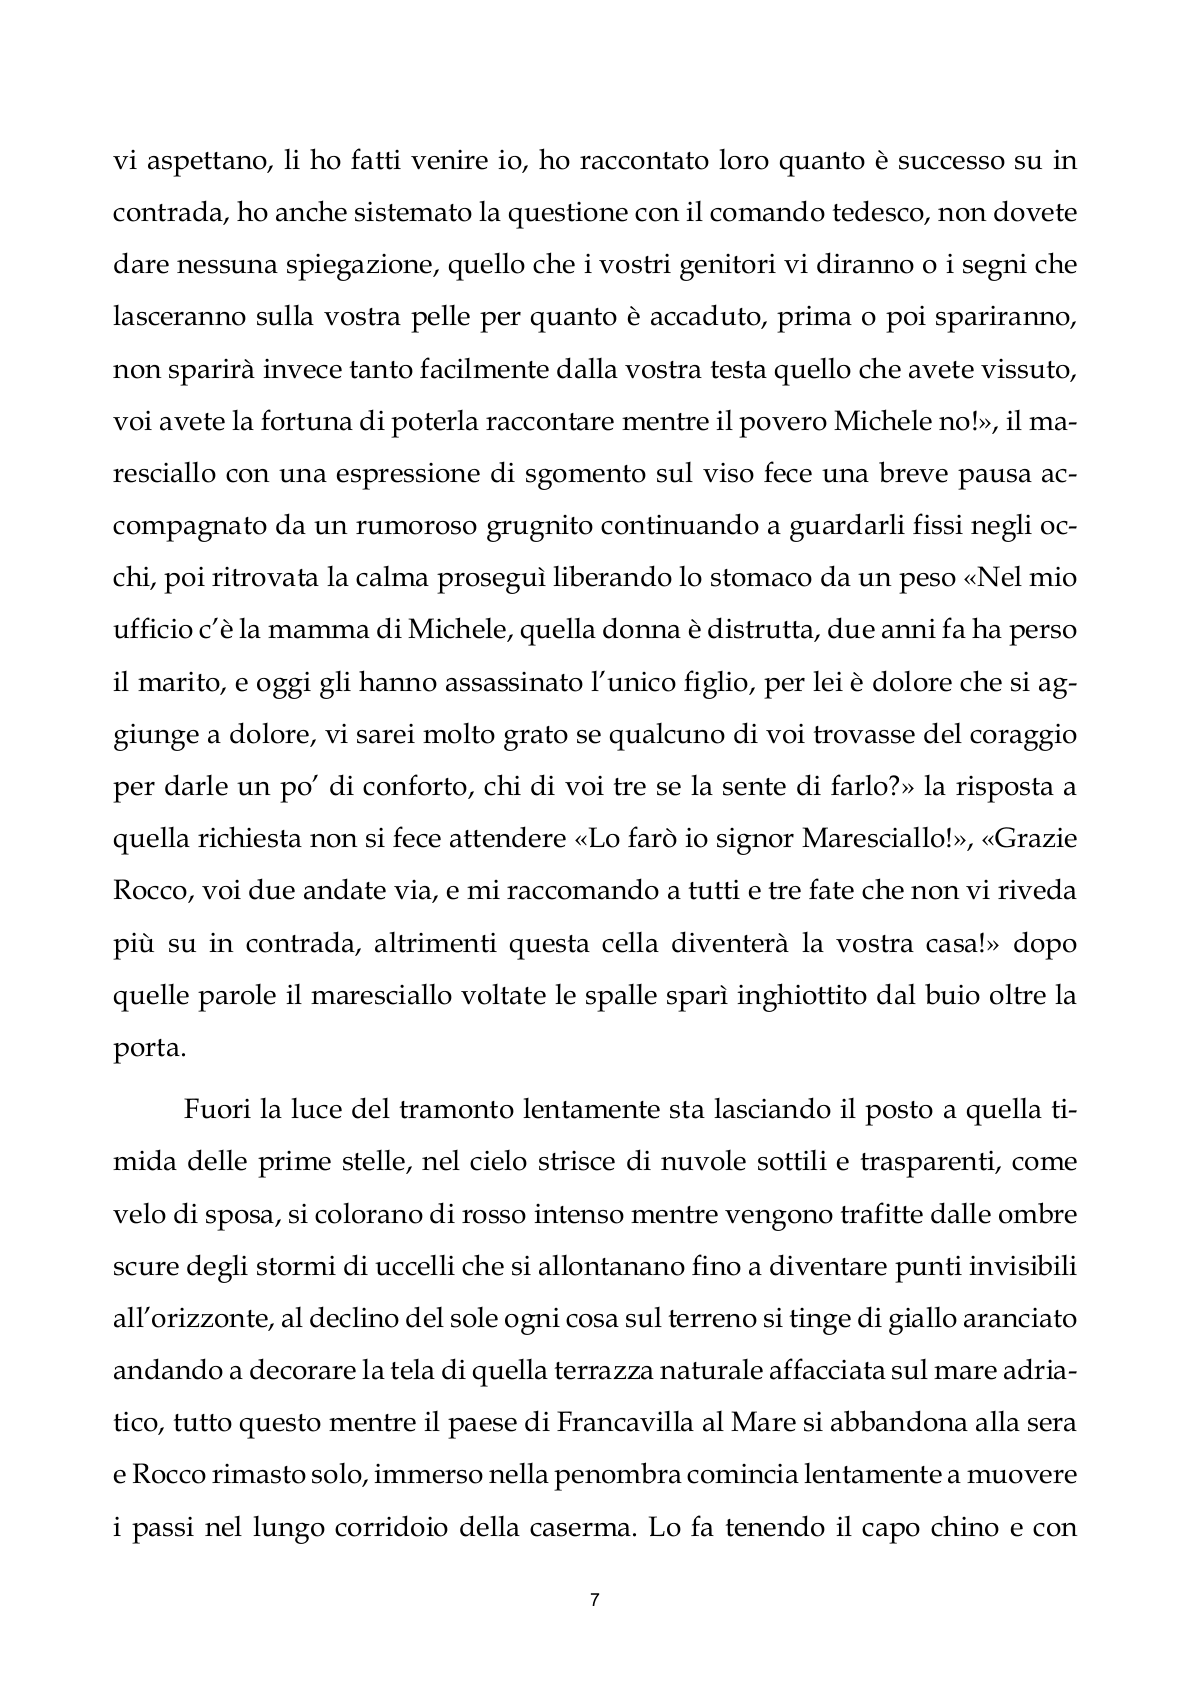 vi aspettano, li ho fatti venire io, ho raccontato loro quanto è successo su in
contrada, ho anche sistemato la questione con il comando tedesco, non dovete
dare nessuna spiegazione, quello che i vostri genitori vi diranno o i segni che
lasceranno sulla vostra pelle per quanto è accaduto, prima o poi spariranno,
non sparirà invece tanto facilmente dalla vostra testa quello che avete vissuto,
voi avete la fortuna di poterla raccontare mentre il povero Michele no!», il ma-
resciallo con una espressione di sgomento sul viso fece una breve pausa ac-
compagnato da un rumoroso grugnito continuando a guardarli fissi negli oc-
chi, poi ritrovata la calma proseguì liberando lo stomaco da un peso «Nel mio
ufficio c’è la mamma di Michele, quella donna è distrutta, due anni fa ha perso
il marito, e oggi gli hanno assassinato l’unico figlio, per lei è dolore che si ag-
giunge a dolore, vi sarei molto grato se qualcuno di voi trovasse del coraggio
per darle un po’ di conforto, chi di voi tre se la sente di farlo?» la risposta a
quella richiesta non si fece attendere «Lo farò io signor Maresciallo!», «Grazie
Rocco, voi due andate via, e mi raccomando a tutti e tre fate che non vi riveda
più su in contrada, altrimenti questa cella diventerà la vostra casa!» dopo
quelle parole il maresciallo voltate le spalle sparì inghiottito dal buio oltre la
porta.
Fuori la luce del tramonto lentamente sta lasciando il posto a quella ti-
mida delle prime stelle, nel cielo strisce di nuvole sottili e trasparenti, come
velo di sposa, si colorano di rosso intenso mentre vengono trafitte dalle ombre
scure degli stormi di uccelli che si allontanano fino a diventare punti invisibili
all’orizzonte, al declino del sole ogni cosa sul terreno si tinge di giallo aranciato
andando a decorare la tela di quella terrazza naturale affacciata sul mare adria-
tico, tutto questo mentre il paese di Francavilla al Mare si abbandona alla sera
e Rocco rimasto solo, immerso nella penombra comincia lentamente a muovere
i passi nel lungo corridoio della caserma. Lo fa tenendo il capo chino e con
7